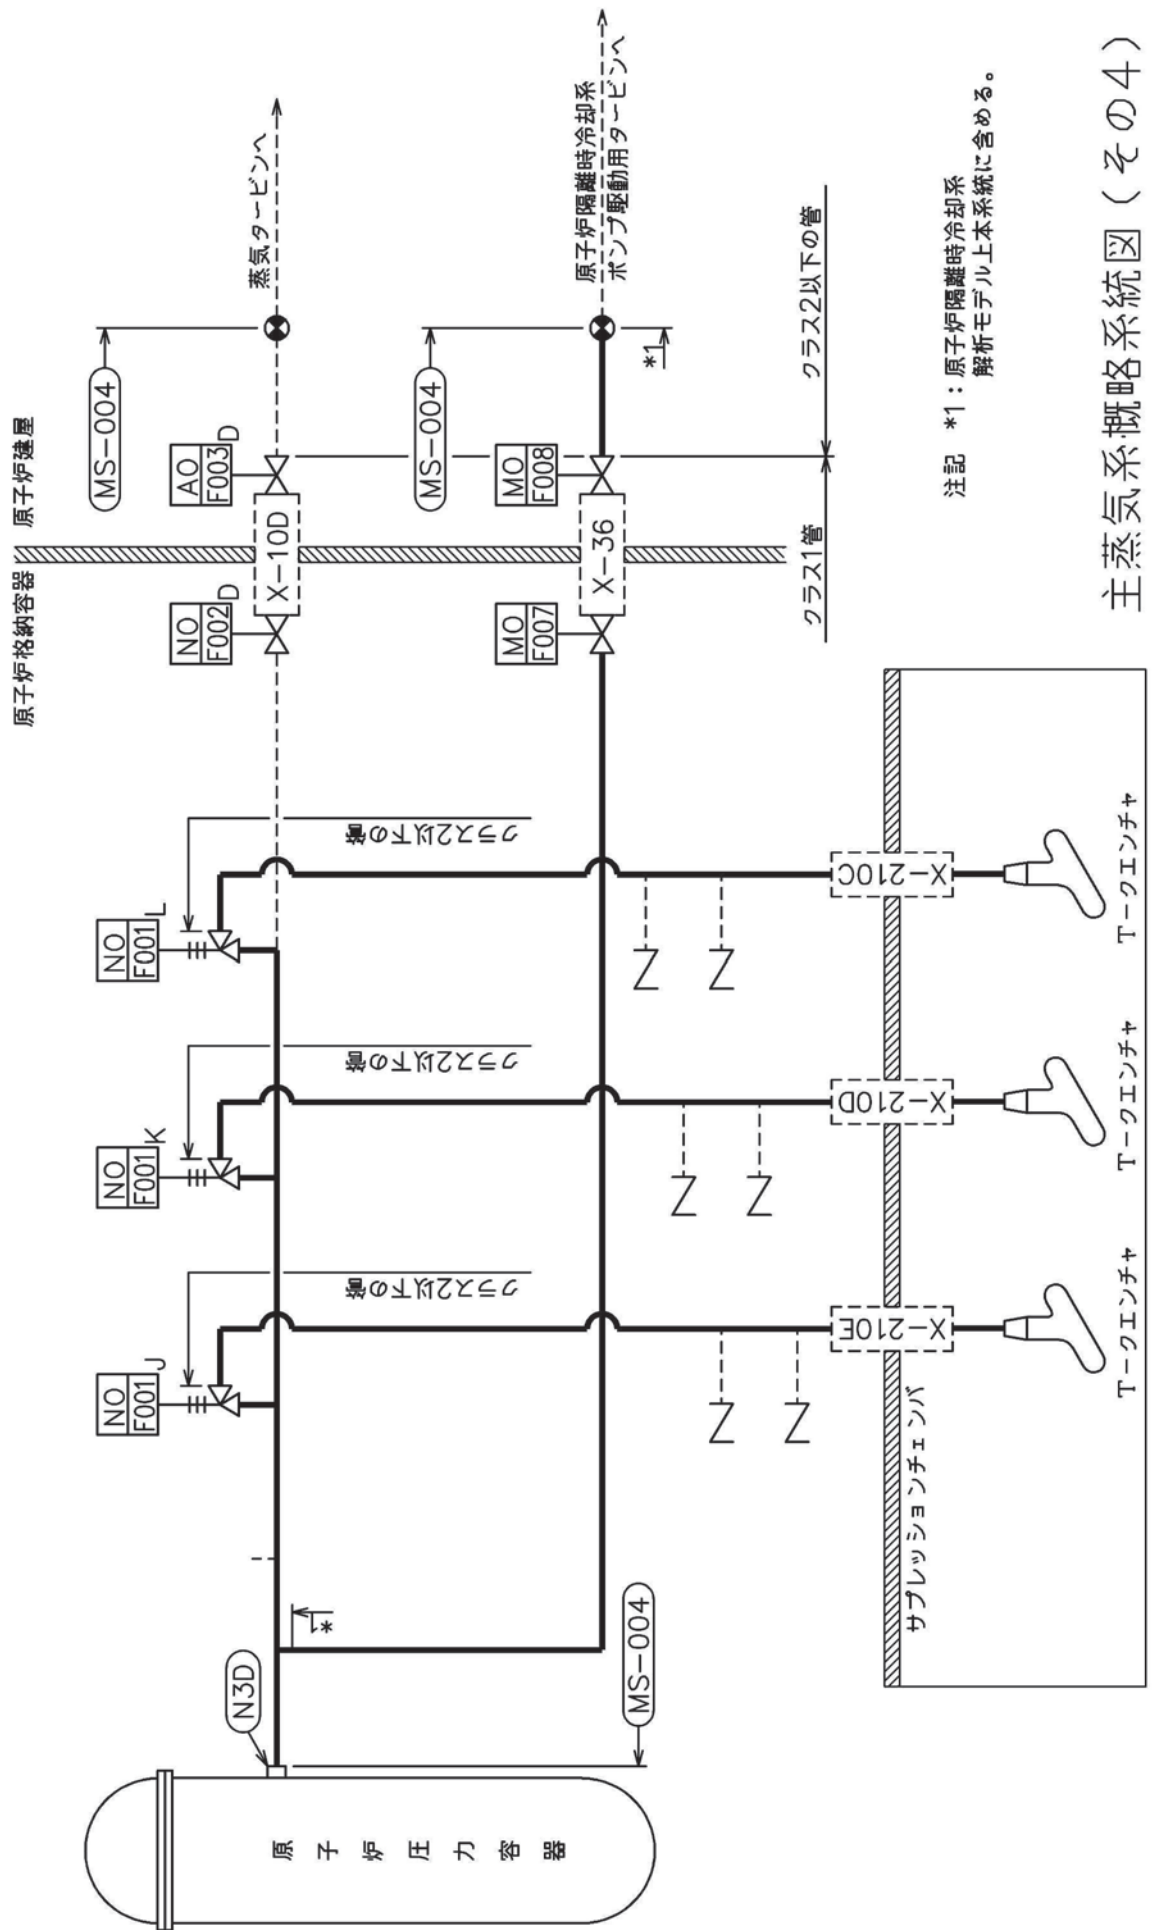 原子炉格納容器
原子炉建屋
NO
F001
J
NO
F001
K
NO
F001
L
NO
F002
D
AO
F003
D
MS-004
蒸気タービンへ
X-10D
N3D
*1
クラス2以下の管
クラス2以下の管
クラス2以下の管
MO
F007
MO
F008
MS-004
X-36
*1
原子炉隔離時冷却系
ポンプ駆動用タービンへ
原子炉圧力容器
MS-004
クラス1管
クラス2以下の管
X-210E
X-210D
X-210C
サプレッションチェンバ
T-クエンチャ
T-クエンチャ
T-クエンチャ
注記 *1:原子炉隔離時冷却系
解析モデル上本系統に含める。
主蒸気系概略系統図(その4)